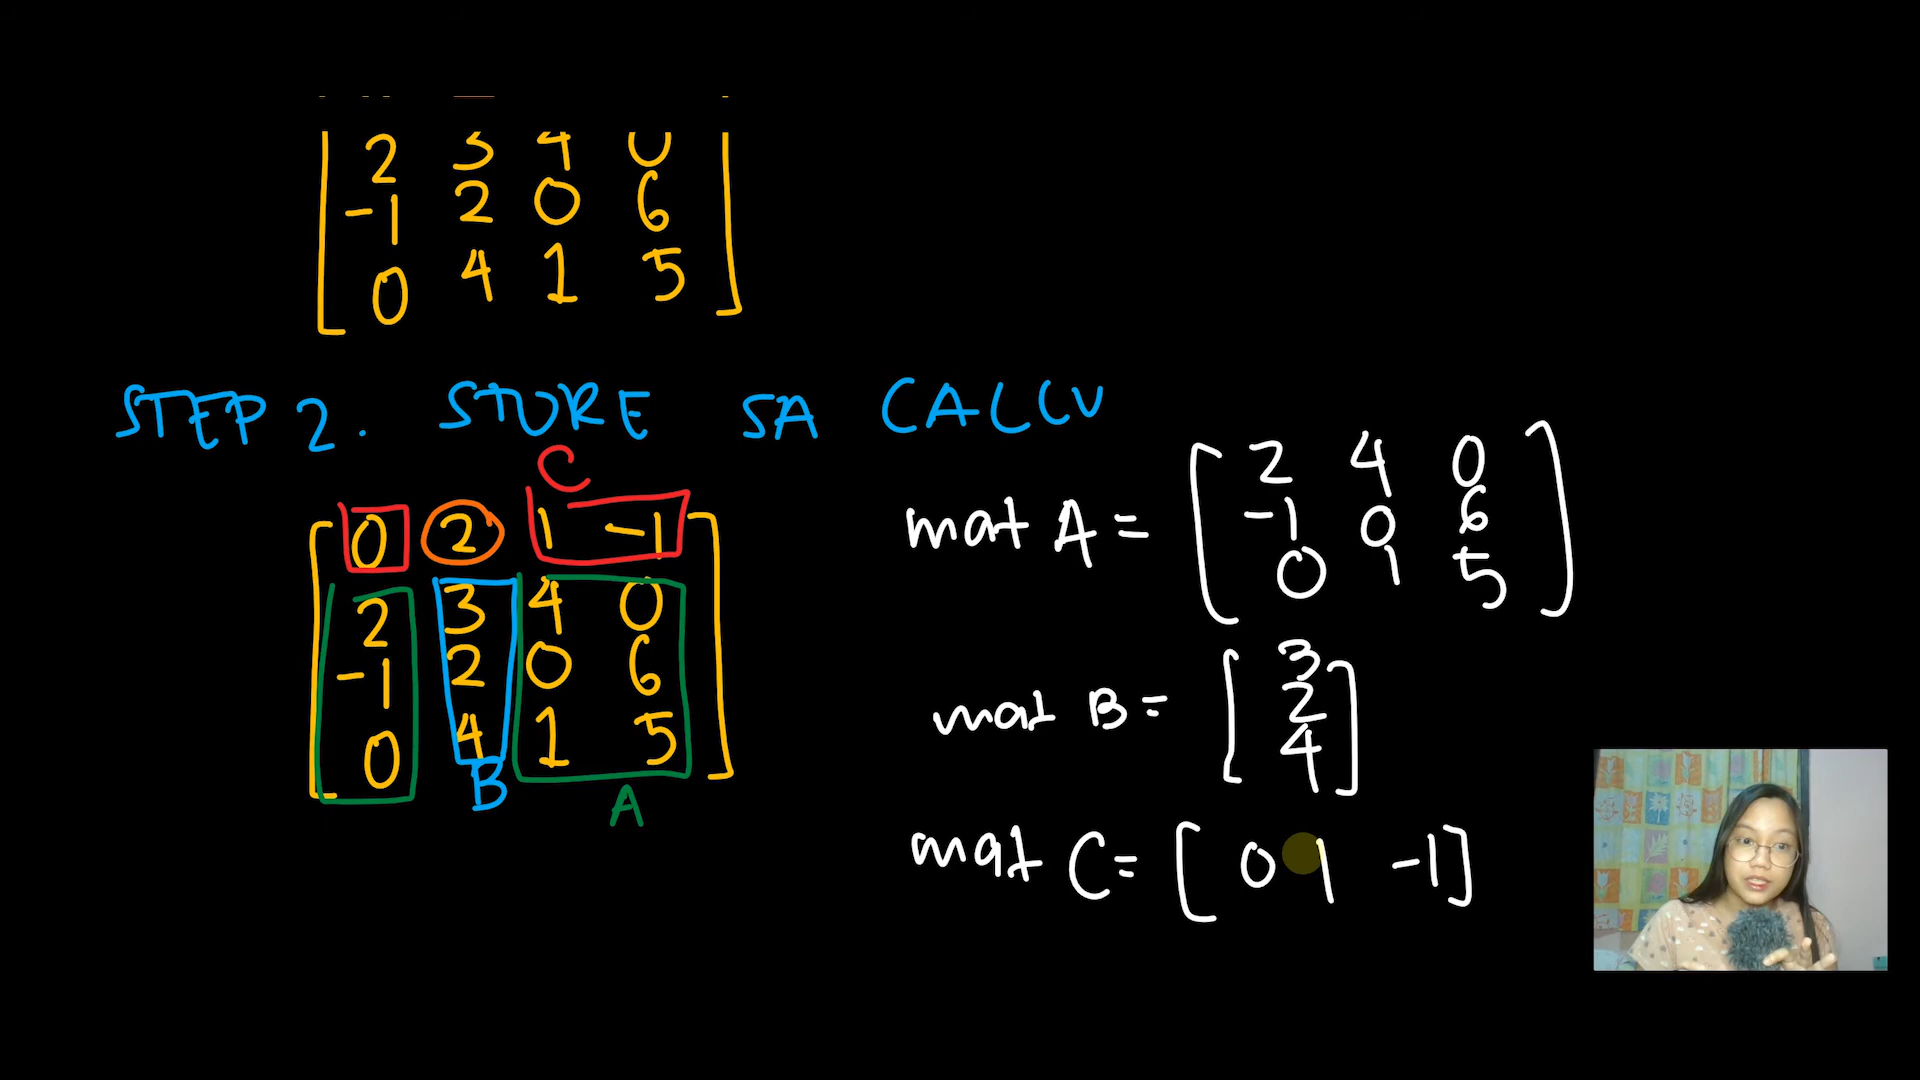 2 3 4 0
-1 2 0 6
0 4 1 5
STEP 2. STORE SA CALCU
C
0 2 1 -1
2 3 4 0
-1 2 0 6
0 4 1 5
B
A
mat A = [ 2 4 0
-1 0 6
0 1 5 ]
mat B = [ 3
2
4 ]
mat C = [ 0 1 -1 ]